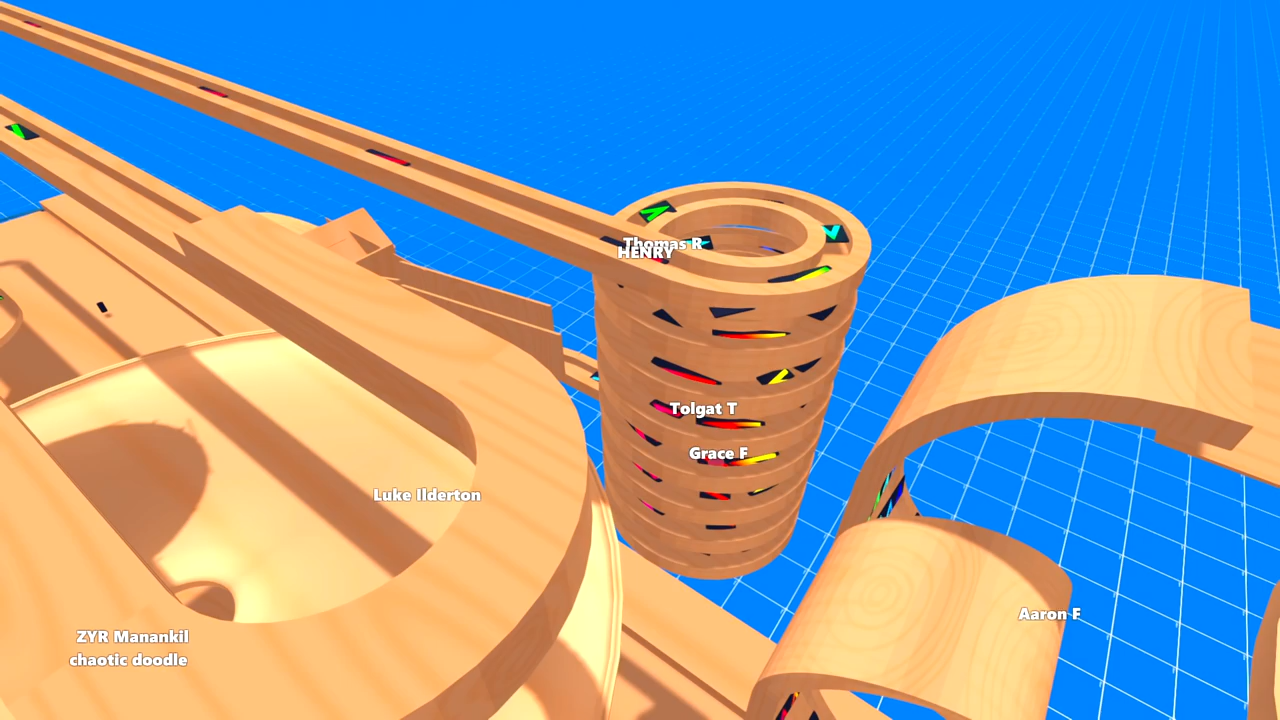 Thomas R
HENRY
Tolgat T
Grace F
Luke Ilderton
Aaron F
ZYR Manankil
chaotic doodle